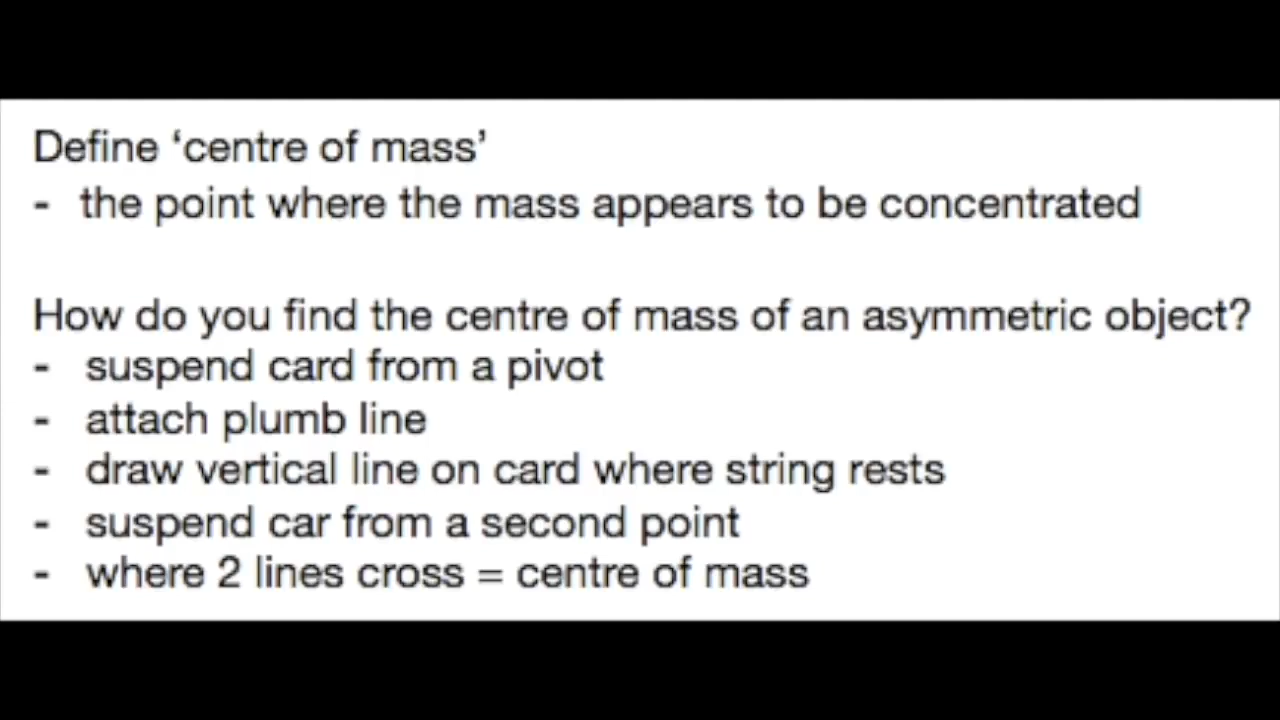 Define ‘centre of mass’
- the point where the mass appears to be concentrated
How do you find the centre of mass of an asymmetric object?
- suspend card from a pivot
- attach plumb line
- draw vertical line on card where string rests
- suspend car from a second point
- where 2 lines cross = centre of mass